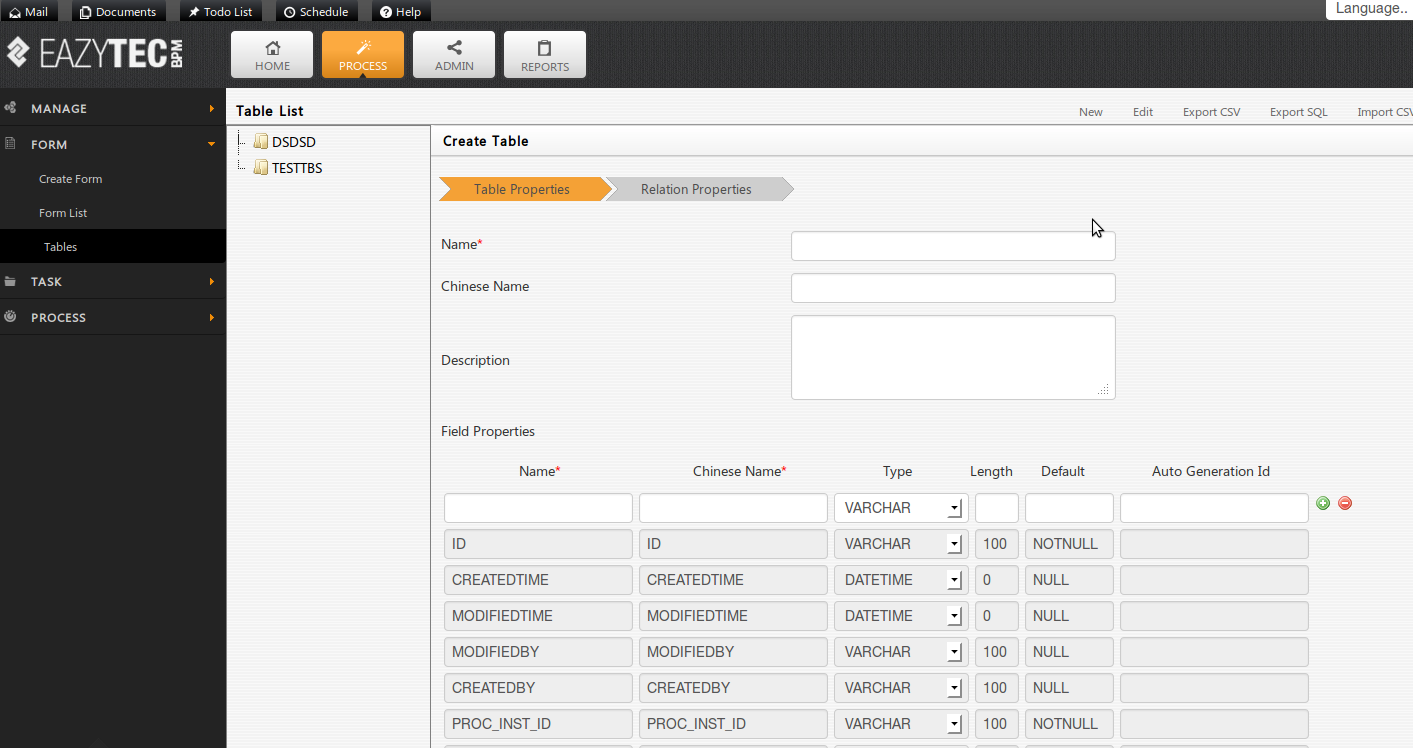 Mail Documents Todo List Schedule Help Language..
EAZYTEC BPM
HOME PROCESS ADMIN REPORTS
MANAGE
FORM
Create Form
Form List
Tables
TASK
PROCESS
Table List New Edit Export CSV Export SQL Import CSV
DSDSD
TESTTBS
Create Table
Table Properties Relation Properties
Name*
Chinese Name
Description
Field Properties
Name* Chinese Name* Type Length Default Auto Generation Id
VARCHAR
ID ID VARCHAR 100 NOTNULL
CREATEDTIME CREATEDTIME DATETIME 0 NULL
MODIFIEDTIME MODIFIEDTIME DATETIME 0 NULL
MODIFIEDBY MODIFIEDBY VARCHAR 100 NULL
CREATEDBY CREATEDBY VARCHAR 100 NULL
PROC_INST_ID PROC_INST_ID VARCHAR 100 NOTNULL